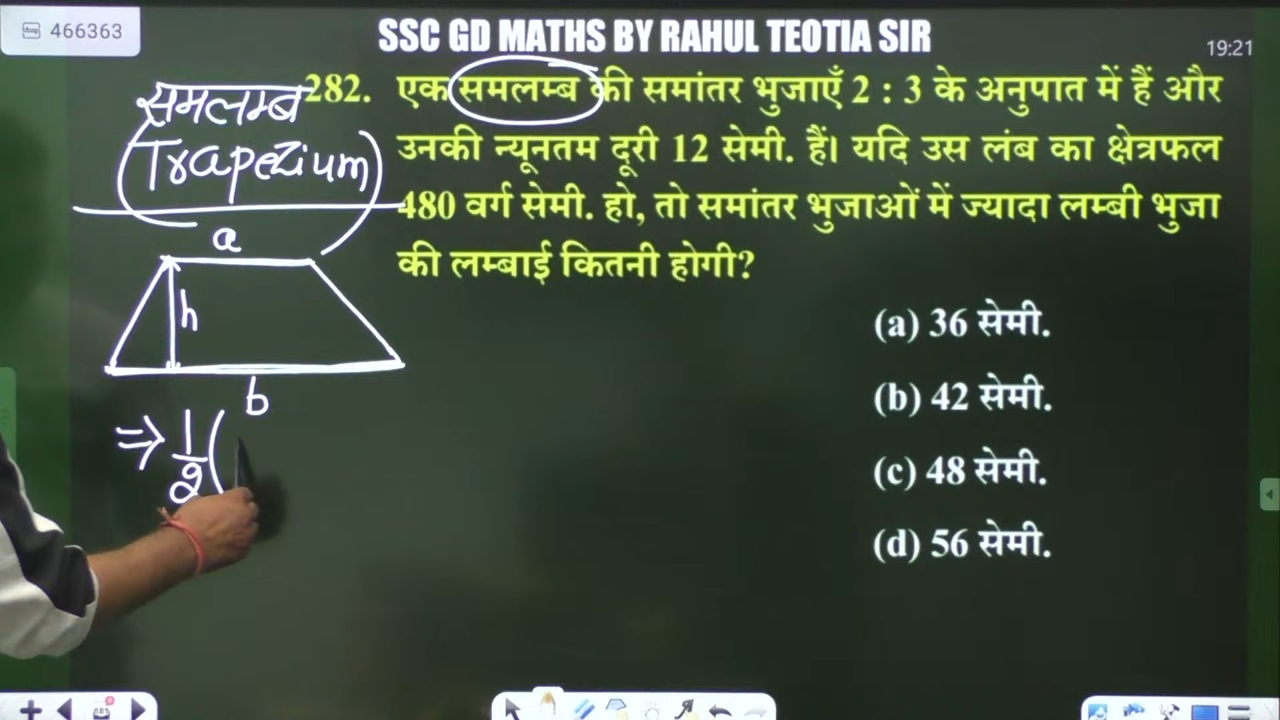 466363
SSC GD MATHS BY RAHUL TEOTIA SIR
19:21
282. एक समलम्ब की समांतर भुजाएँ 2 : 3 के अनुपात में हैं और
उनकी न्यूनतम दूरी 12 सेमी. हैं। यदि उस लंब का क्षेत्रफल
480 वर्ग सेमी. हो, तो समांतर भुजाओं में ज्यादा लम्बी भुजा
की लम्बाई कितनी होगी?
(a) 36 सेमी.
(b) 42 सेमी.
(c) 48 सेमी.
(d) 56 सेमी.
समलम्ब
(Trapezium)
a
h
b
⇒ 1/2 (